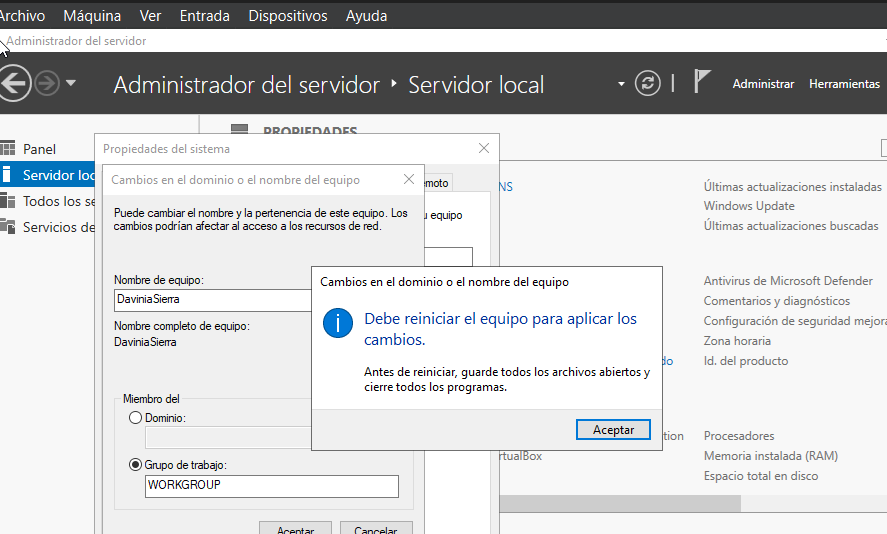 Archivo Máquina Ver Entrada Dispositivos Ayuda
Administrador del servidor
Administrador del servidor Servidor local
Administrar Herramientas
Panel
Servidor loc
Todos los se
Servicios de
PROPIEDADES
Propiedades del sistema
emoto
u equipo
Cambios en el dominio o el nombre del equipo
Puede cambiar el nombre y la pertenencia de este equipo. Los
cambios podrían afectar al acceso a los recursos de red.
Nombre de equipo:
DaviniaSierra
Nombre completo de equipo:
DaviniaSierra
Miembro del
Dominio:
Grupo de trabajo:
WORKGROUP
Aceptar Cancelar
Cambios en el dominio o el nombre del equipo
Debe reiniciar el equipo para aplicar los
cambios.
Antes de reiniciar, guarde todos los archivos abiertos y
cierre todos los programas.
Aceptar
NS
do
tion
rtualBox
Últimas actualizaciones instaladas
Windows Update
Últimas actualizaciones buscadas
Antivirus de Microsoft Defender
Comentarios y diagnósticos
Configuración de seguridad mejora
Zona horaria
Id. del producto
Procesadores
Memoria instalada (RAM)
Espacio total en disco